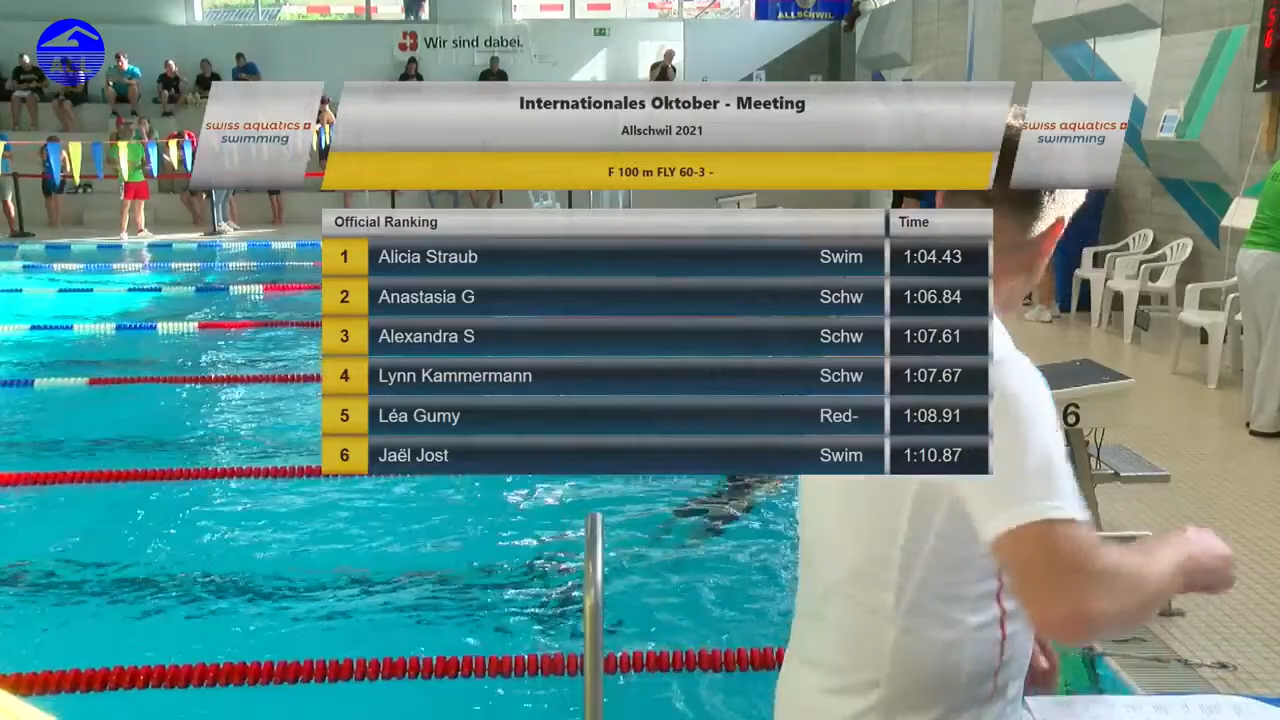 Wir sind dabei.
ALLSCHWIL
swiss aquatics
swimming
Internationales Oktober - Meeting
Allschwil 2021
F 100 m FLY 60-3 -
swiss aquatics
swimming
Official Ranking Time
1 Alicia Straub Swim 1:04.43
2 Anastasia G Schw 1:06.84
3 Alexandra S Schw 1:07.61
4 Lynn Kammermann Schw 1:07.67
5 Léa Gumy Red- 1:08.91
6 Jaël Jost Swim 1:10.87
6